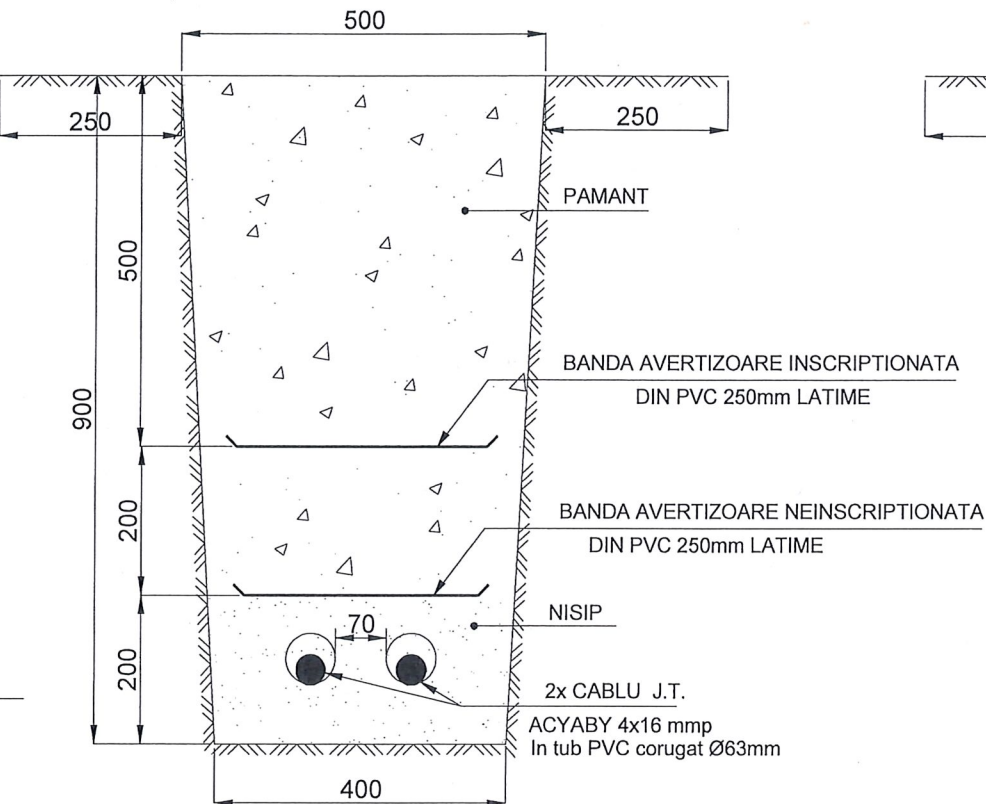 500
250
250
PAMANT
500
BANDA AVERTIZOARE INSCRIPTIONATA
DIN PVC 250mm LATIME
900
200
BANDA AVERTIZOARE NEINSCRIPTIONATA
DIN PVC 250mm LATIME
NISIP
70
200
2x CABLU J.T.
ACYABY 4x16 mmp
In tub PVC corugat Ø63mm
400